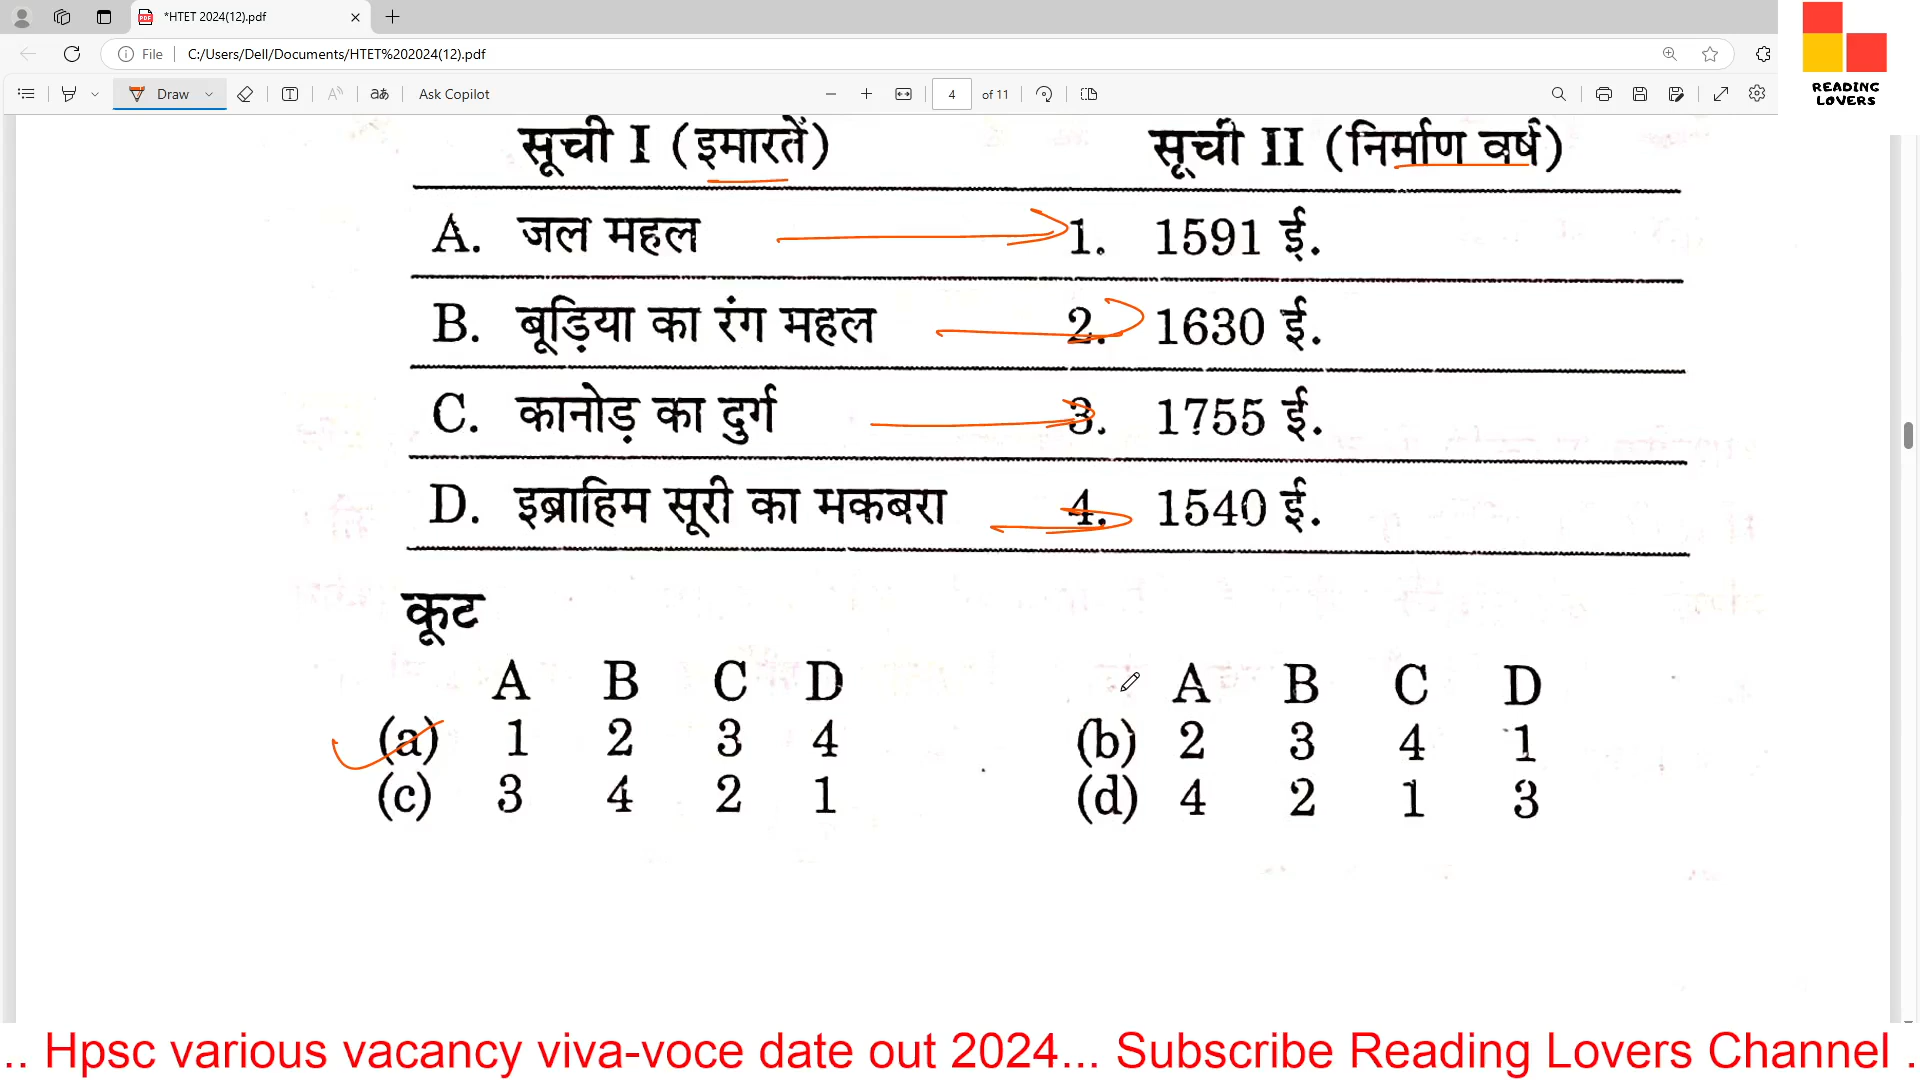 *HTET 2024(12).pdf
File C:/Users/Dell/Documents/HTET%202024(12).pdf
Draw
Ask Copilot
4 of 11
READING
LOVERS
सूची I (इमारतें) सूची II (निर्माण वर्ष)
A. जल महल 1. 1591 ई.
B. बूड़िया का रंग महल 2. 1630 ई.
C. कानोड़ का दुर्ग 3. 1755 ई.
D. इब्राहिम सूरी का मकबरा 4. 1540 ई.
कूट
A B C D A B C D
(a) 1 2 3 4 (b) 2 3 4 1
(c) 3 4 2 1 (d) 4 2 1 3
.. Hpsc various vacancy viva-voce date out 2024... Subscribe Reading Lovers Channel .